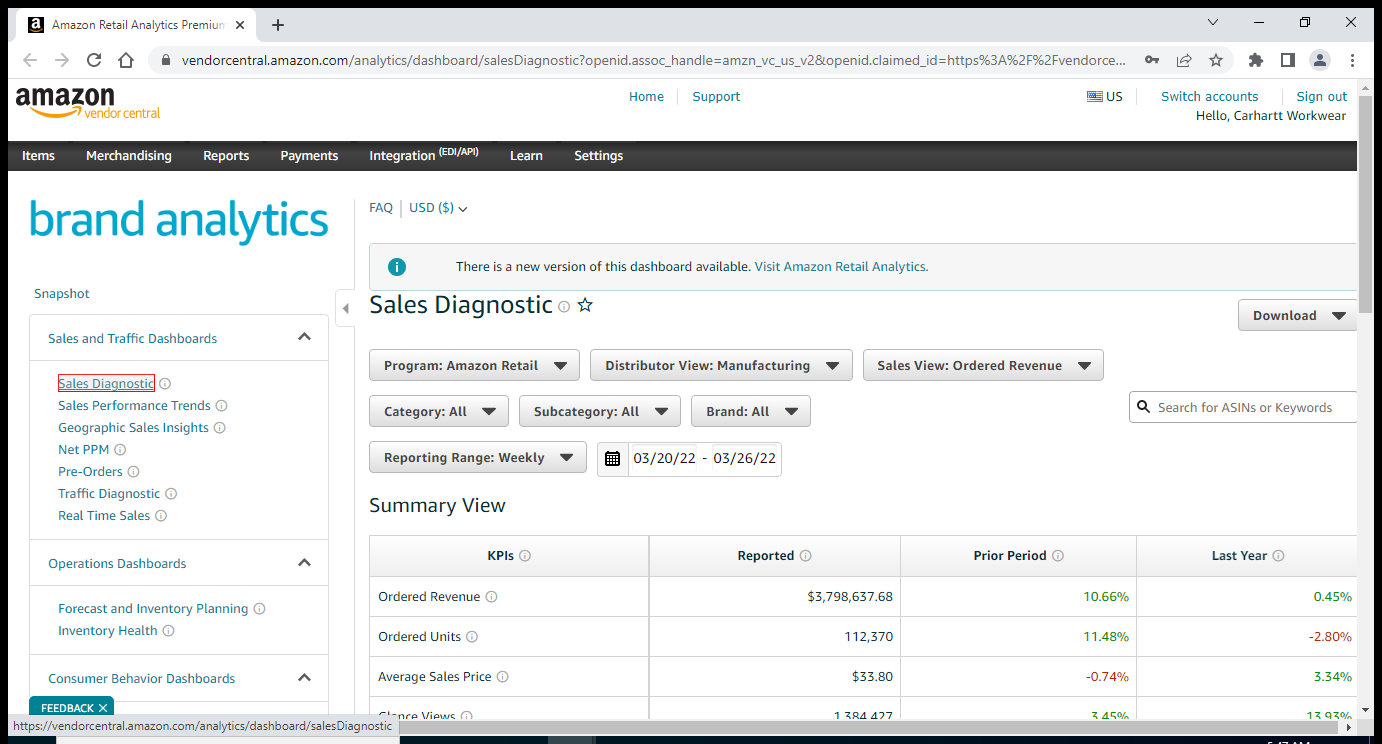 Amazon Retail Analytics Premium
vendorcentral.amazon.com/analytics/dashboard/salesDiagnostic?openid.assoc_handle=amzn_vc_us_v2&openid.claimed_id=https%3A%2F%2Fvendorce...
amazon
vendor central
Home
Support
US
Switch accounts
Sign out
Hello, Carhartt Workwear
Items
Merchandising
Reports
Payments
Integration (EDI/API)
Learn
Settings
brand analytics
FAQ
USD ($)
There is a new version of this dashboard available. Visit Amazon Retail Analytics.
Snapshot
Sales and Traffic Dashboards
Sales Diagnostic
Sales Performance Trends
Geographic Sales Insights
Net PPM
Pre-Orders
Traffic Diagnostic
Real Time Sales
Operations Dashboards
Forecast and Inventory Planning
Inventory Health
Consumer Behavior Dashboards
FEEDBACK
https://vendorcentral.amazon.com/analytics/dashboard/salesDiagnostic
Sales Diagnostic
Download
Program: Amazon Retail
Distributor View: Manufacturing
Sales View: Ordered Revenue
Category: All
Subcategory: All
Brand: All
Search for ASINs or Keywords
Reporting Range: Weekly
03/20/22 - 03/26/22
Summary View
KPIs Reported Prior Period Last Year
Ordered Revenue $3,798,637.68 10.66% 0.45%
Ordered Units 112,370 11.48% -2.80%
Average Sales Price $33.80 -0.74% 3.34%
Glance Views 1,384,427 3.45% 13.93%